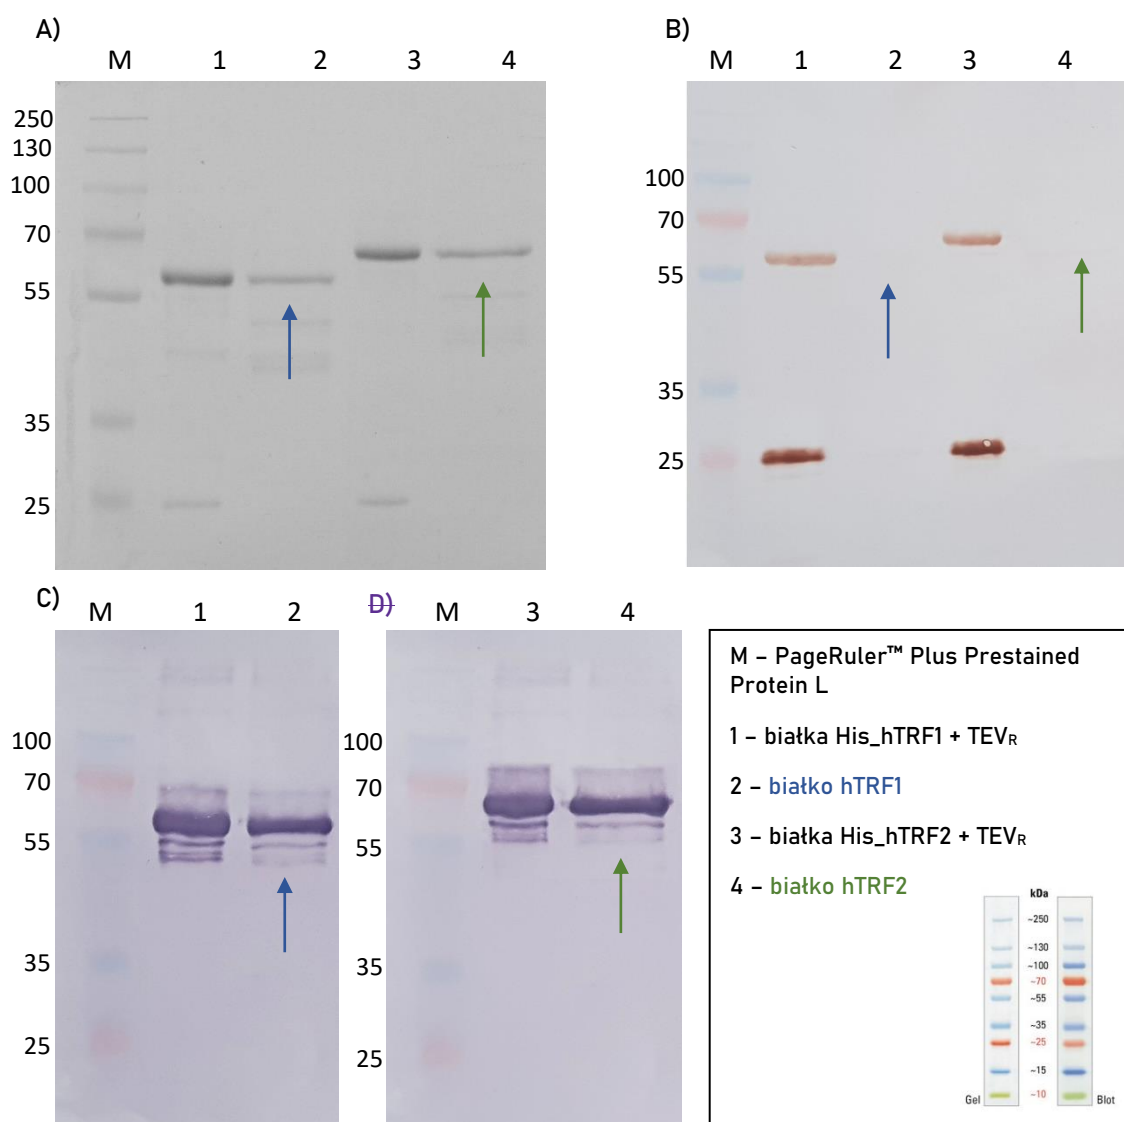 A)
M 1 2 3 4
250
130
100
70
55
35
25
B)
M 1 2 3 4
100
70
55
35
25
C)
M 1 2
100
70
55
35
25
D)
M 3 4
100
70
55
35
25
M – PageRuler™ Plus Prestained
Protein L
1 – białka His_hTRF1 + TEVR
2 – białko hTRF1
3 – białka His_hTRF2 + TEVR
4 – białko hTRF2
kDa
~250
~130
~100
~70
~55
~35
~25
~15
~10
Gel Blot